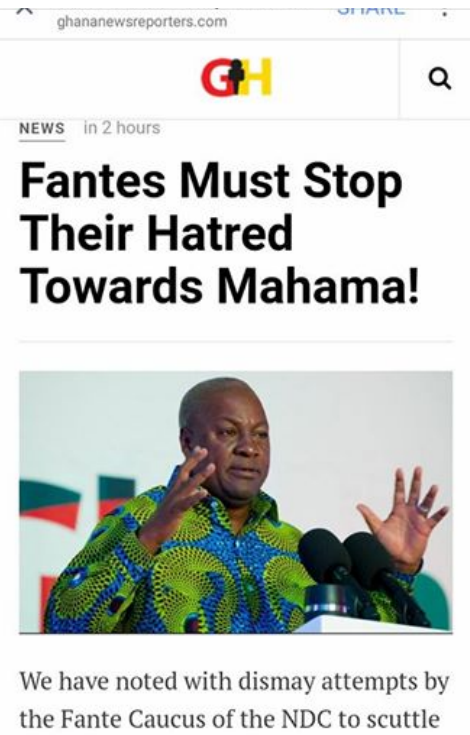 ghananewsreporters.com
SHARE
GH
NEWS in 2 hours
Fantes Must Stop
Their Hatred
Towards Mahama!
We have noted with dismay attempts by
the Fante Caucus of the NDC to scuttle